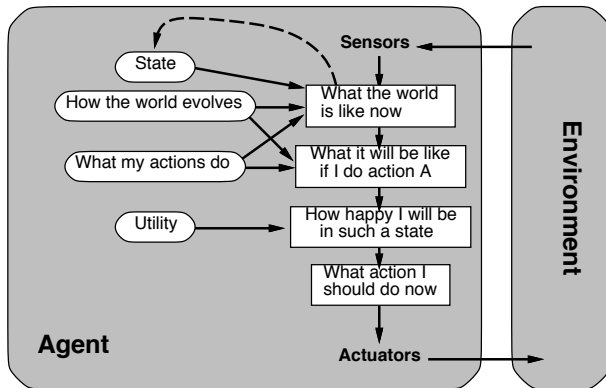 Sensors
State
How the world evolves
What the world
is like now
What my actions do
What it will be like
if I do action A
Utility
How happy I will be
in such a state
What action I
should do now
Agent
Actuators
Environment